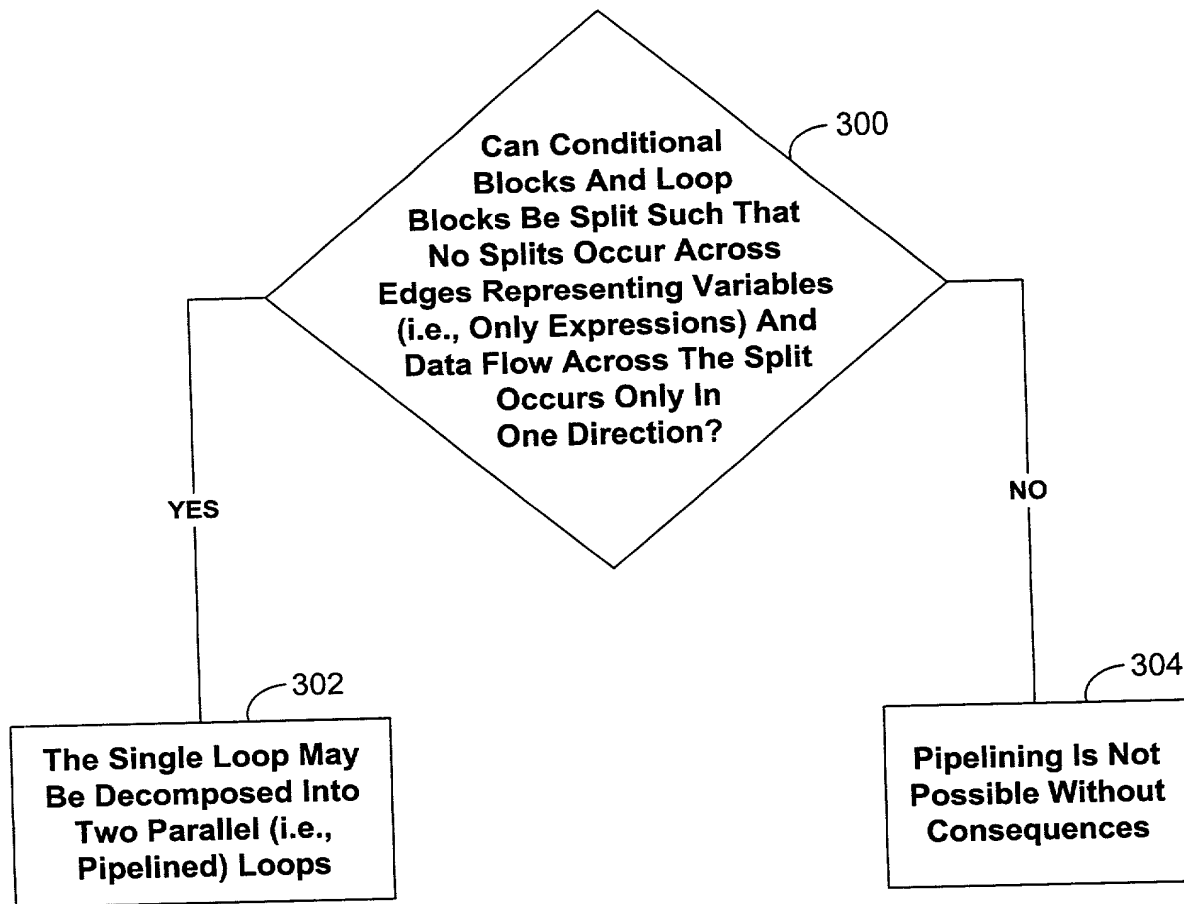 300
Can Conditional
Blocks And Loop
Blocks Be Split Such That
No Splits Occur Across
Edges Representing Variables
(i.e., Only Expressions) And
Data Flow Across The Split
Occurs Only In
One Direction?
YES
NO
302
The Single Loop May
Be Decomposed Into
Two Parallel (i.e.,
Pipelined) Loops
304
Pipelining Is Not
Possible Without
Consequences